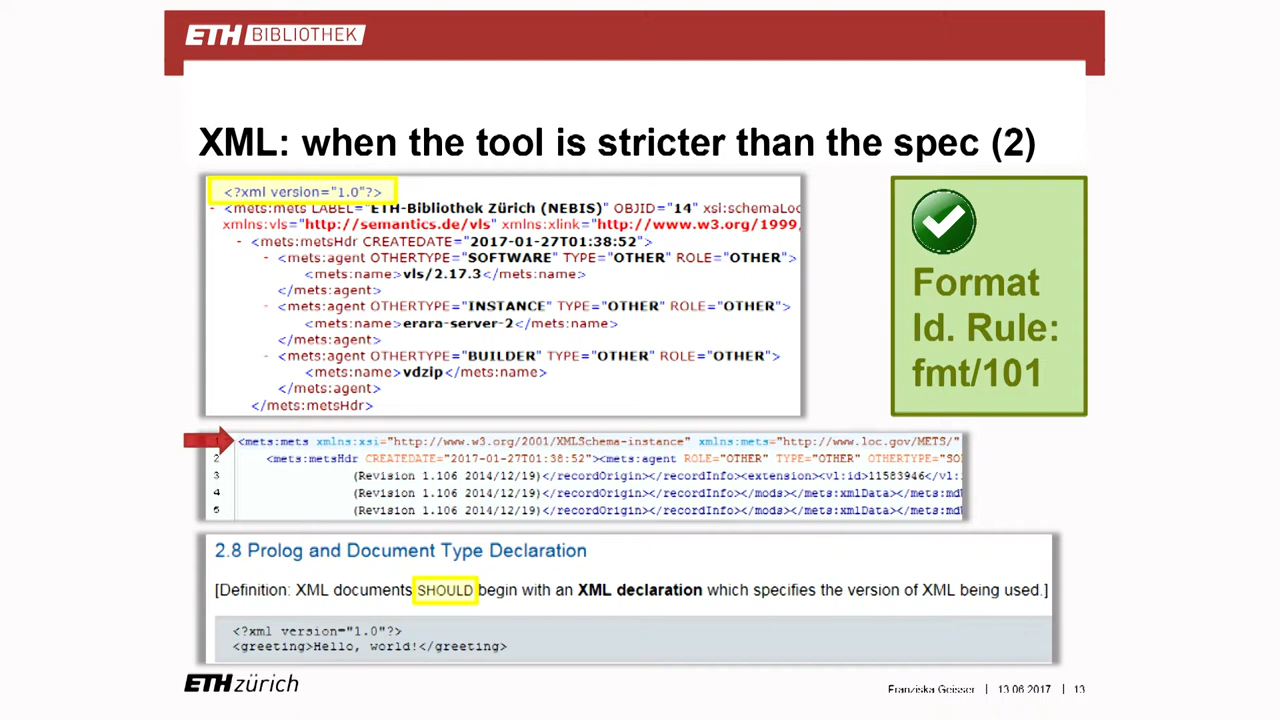 ETH BIBLIOTHEK
XML: when the tool is stricter than the spec (2)
<?xml version="1.0"?>
- <mets:mets LABEL="ETH-Bibliothek Zürich (NEBIS)" OBJID="14" xsi:schemaLoc
xmlns:vls="http://semantics.de/vls" xmlns:xlink="http://www.w3.org/1999,
- <mets:metsHdr CREATEDATE="2017-01-27T01:38:52">
- <mets:agent OTHERTYPE="SOFTWARE" TYPE="OTHER" ROLE="OTHER">
<mets:name>vls/2.17.3</mets:name>
</mets:agent>
- <mets:agent OTHERTYPE="INSTANCE" TYPE="OTHER" ROLE="OTHER">
<mets:name>erara-server-2</mets:name>
</mets:agent>
- <mets:agent OTHERTYPE="BUILDER" TYPE="OTHER" ROLE="OTHER">
<mets:name>vdzip</mets:name>
</mets:agent>
</mets:metsHdr>
Format
Id. Rule:
fmt/101
1 <mets:mets xmlns:xsi="http://www.w3.org/2001/XMLSchema-instance" xmlns:mets="http://www.loc.gov/METS/"
2 <mets:metsHdr CREATEDATE="2017-01-27T01:38:52"><mets:agent ROLE="OTHER" TYPE="OTHER" OTHERTYPE="SO
3 (Revision 1.106 2014/12/19)</recordOrigin></recordInfo><extension><vl:id>11583946</vl:
4 (Revision 1.106 2014/12/19)</recordOrigin></recordInfo></mods></mets:xmlData></mets:md
5 (Revision 1.106 2014/12/19)</recordOrigin></recordInfo></mods></mets:xmlData></mets:md
2.8 Prolog and Document Type Declaration
[Definition: XML documents SHOULD begin with an XML declaration which specifies the version of XML being used.]
<?xml version="1.0"?>
<greeting>Hello, world!</greeting>
ETH zürich
Franziska Geisser | 13.06.2017 | 13